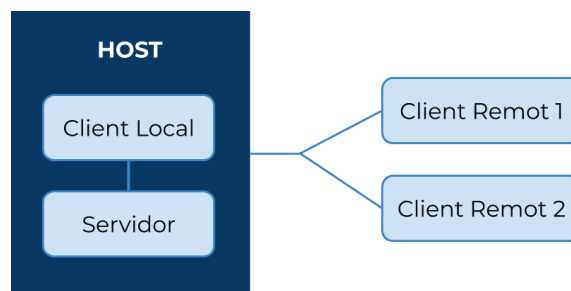 HOST
Client Local
Servidor
Client Remot 1
Client Remot 2